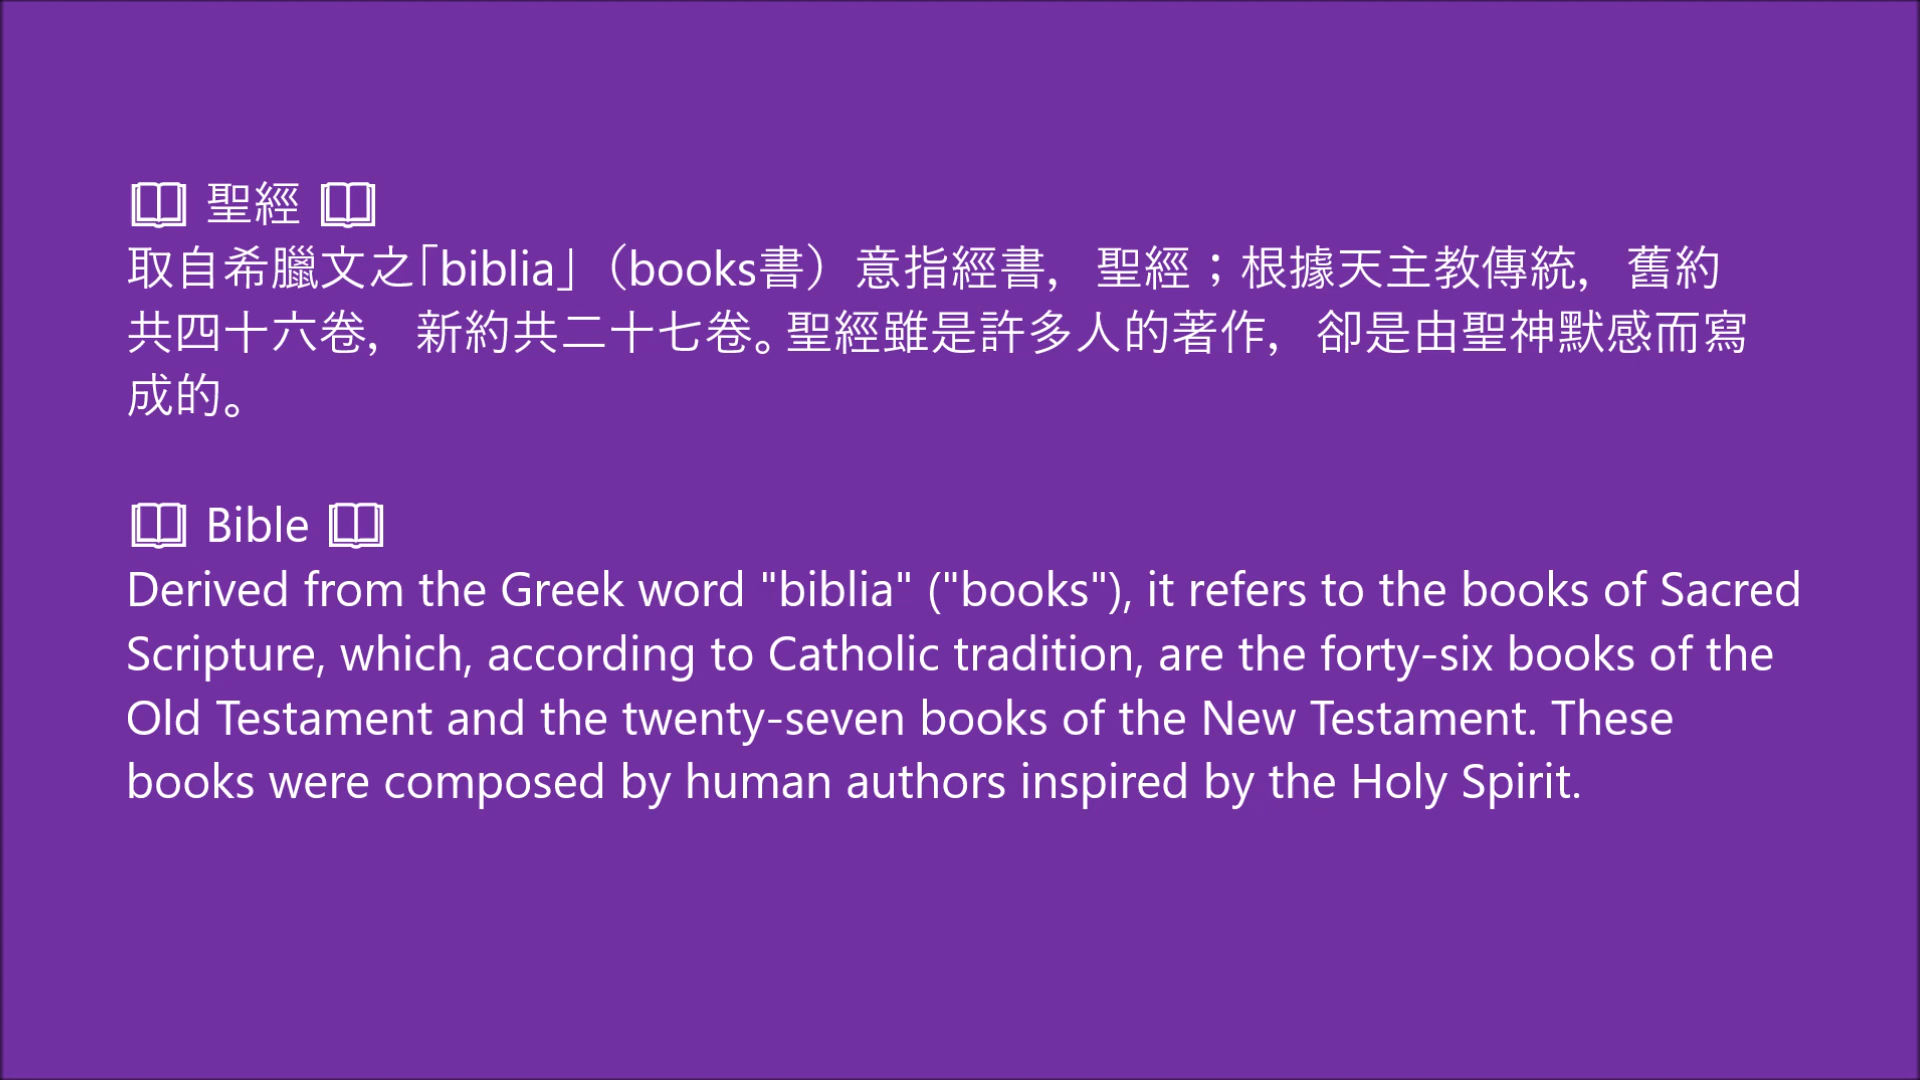 📖 聖經 📖
取自希臘文之「biblia」（books書）意指經書，聖經；根據天主教傳統，舊約
共四十六卷，新約共二十七卷。聖經雖是許多人的著作，卻是由聖神默感而寫
成的。
📖 Bible 📖
Derived from the Greek word "biblia" ("books"), it refers to the books of Sacred
Scripture, which, according to Catholic tradition, are the forty-six books of the
Old Testament and the twenty-seven books of the New Testament. These
books were composed by human authors inspired by the Holy Spirit.